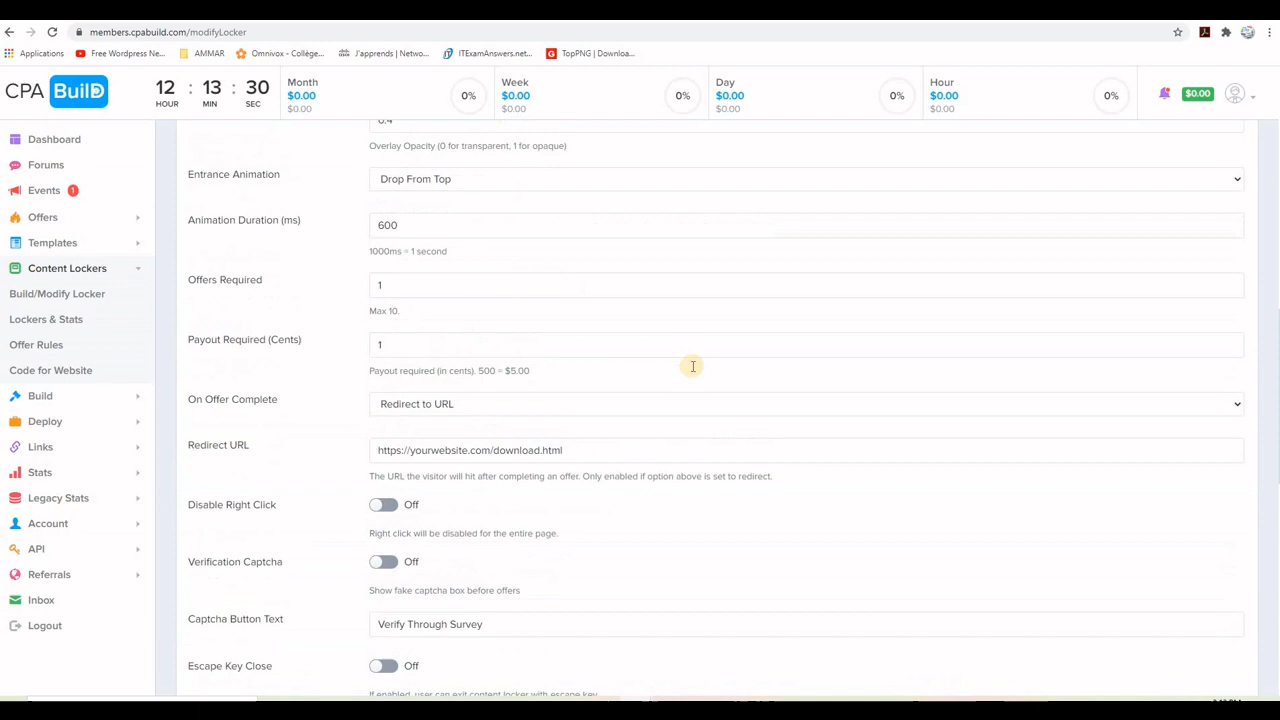 members.cpabuild.com/modifyLocker
Applications Free Wordpress Ne... AMMAR Omnivox - Collège... J'apprends | Netwo... ITExamAnswers.net... TopPNG | Downloa...
CPA BuilD
12 : 13 : 30
HOUR MIN SEC
Month
$0.00
$0.00
0%
Week
$0.00
$0.00
0%
Day
$0.00
$0.00
0%
Hour
$0.00
$0.00
0%
$0.00
Dashboard
Forums
Events 1
Offers
Templates
Content Lockers
Build/Modify Locker
Lockers & Stats
Offer Rules
Code for Website
Build
Deploy
Links
Stats
Legacy Stats
Account
API
Referrals
Inbox
Logout
0.4
Overlay Opacity (0 for transparent, 1 for opaque)
Entrance Animation
Drop From Top
Animation Duration (ms)
600
1000ms = 1 second
Offers Required
1
Max 10.
Payout Required (Cents)
1
Payout required (in cents). 500 = $5.00
On Offer Complete
Redirect to URL
Redirect URL
https://yourwebsite.com/download.html
The URL the visitor will hit after completing an offer. Only enabled if option above is set to redirect.
Disable Right Click
Off
Right click will be disabled for the entire page.
Verification Captcha
Off
Show fake captcha box before offers
Captcha Button Text
Verify Through Survey
Escape Key Close
Off
If enabled, user can exit content locker with escape key